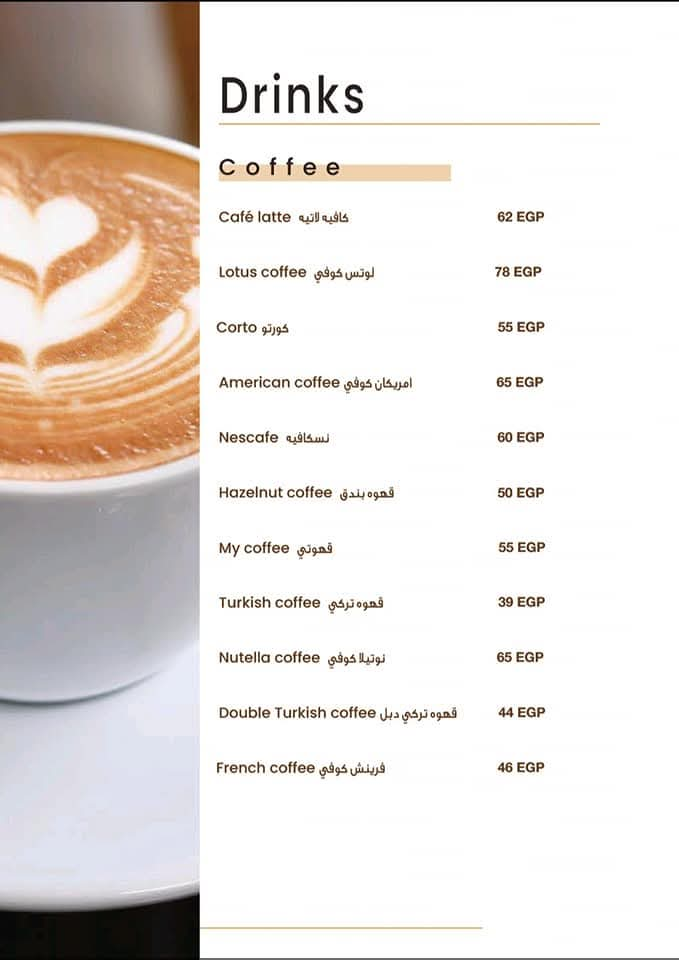 Drinks
Coffee
Café latte كافيه لاتيه 62 EGP
Lotus coffee لوتس كوفي 78 EGP
Corto كورتو 55 EGP
American coffee امريكان كوفي 65 EGP
Nescafe نسكافيه 60 EGP
Hazelnut coffee قهوه بندق 50 EGP
My coffee قهوتي 55 EGP
Turkish coffee قهوه تركي 39 EGP
Nutella coffee نوتيلا كوفي 65 EGP
Double Turkish coffee قهوه تركي دبل 44 EGP
French coffee فرينش كوفي 46 EGP